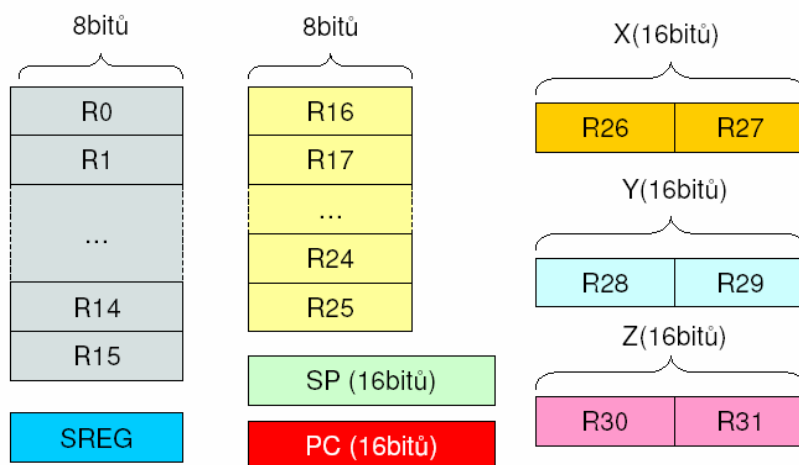 8bitů
R0
R1
...
R14
R15
SREG
8bitů
R16
R17
...
R24
R25
SP (16bitů)
PC (16bitů)
X(16bitů)
R26 R27
Y(16bitů)
R28 R29
Z(16bitů)
R30 R31